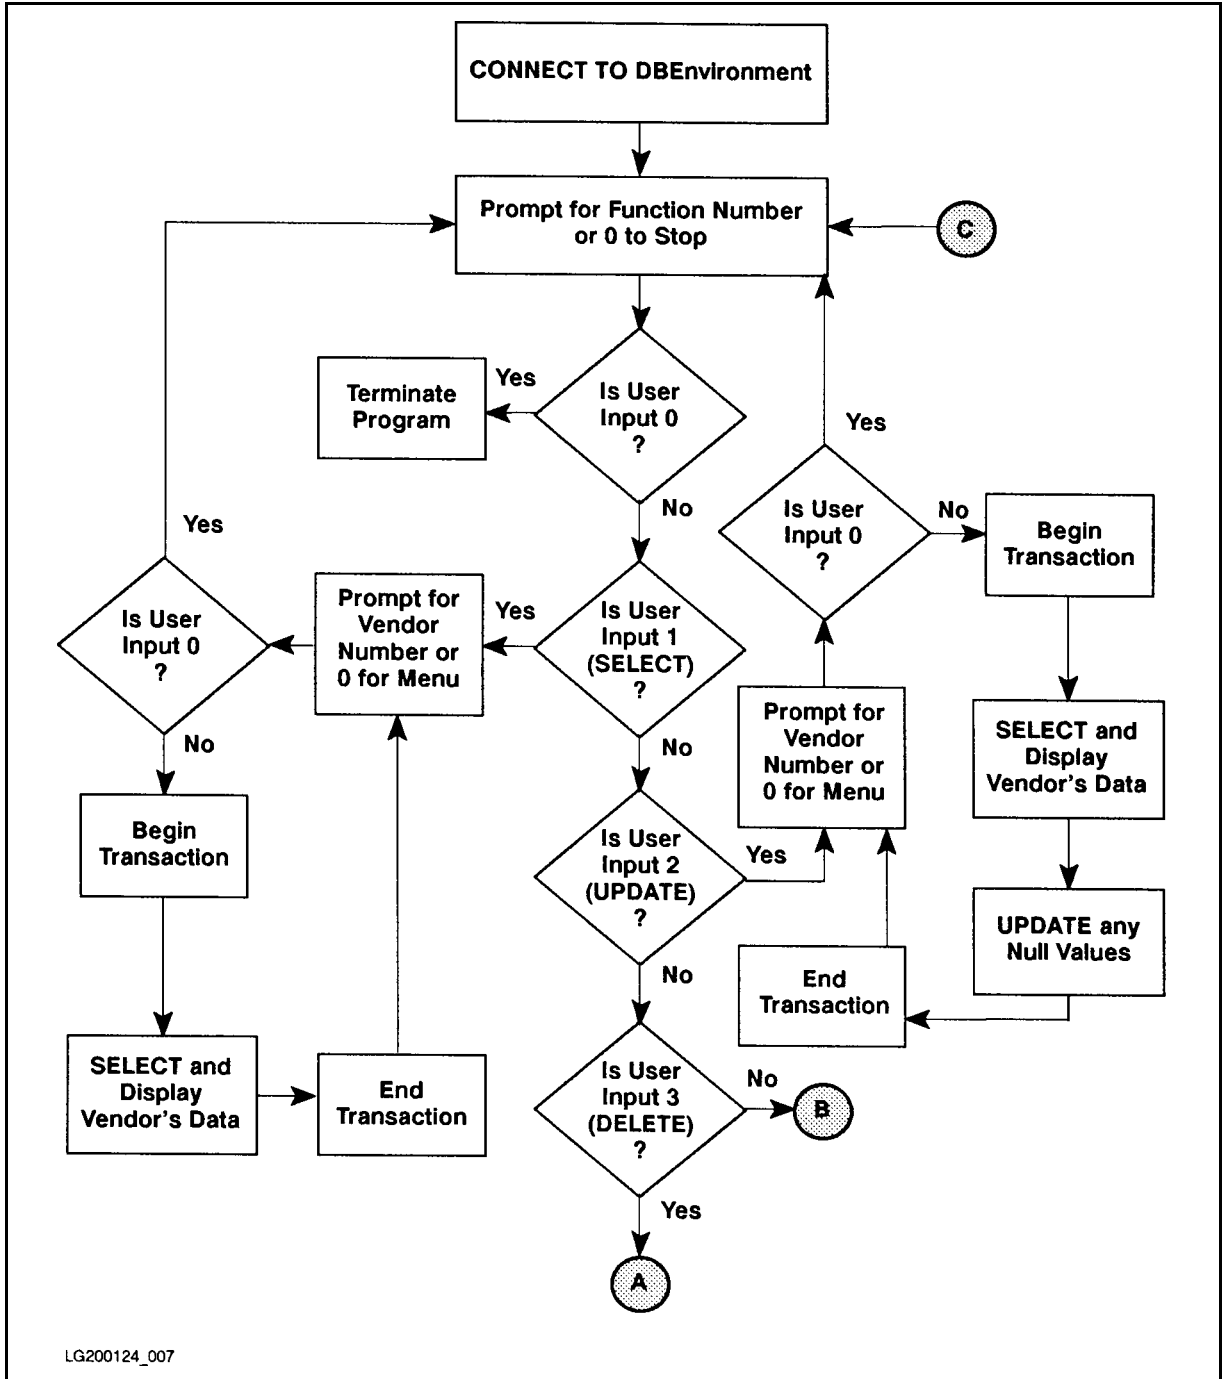 CONNECT TO DBEnvironment
Prompt for Function Number
or 0 to Stop
C
Terminate
Program
Yes
Is User
Input 0
?
No
Yes
Is User
Input 0
?
No
Begin
Transaction
Yes
Is User
Input 0
?
No
Prompt for
Vendor
Number or
0 for Menu
Yes
Is User
Input 1
(SELECT)
?
No
Prompt for
Vendor
Number or
0 for Menu
SELECT and
Display
Vendor's Data
Begin
Transaction
Is User
Input 2
(UPDATE)
?
Yes
No
UPDATE any
Null Values
End
Transaction
SELECT and
Display
Vendor's Data
End
Transaction
Is User
Input 3
(DELETE)
?
No
B
Yes
A
LG200124_007